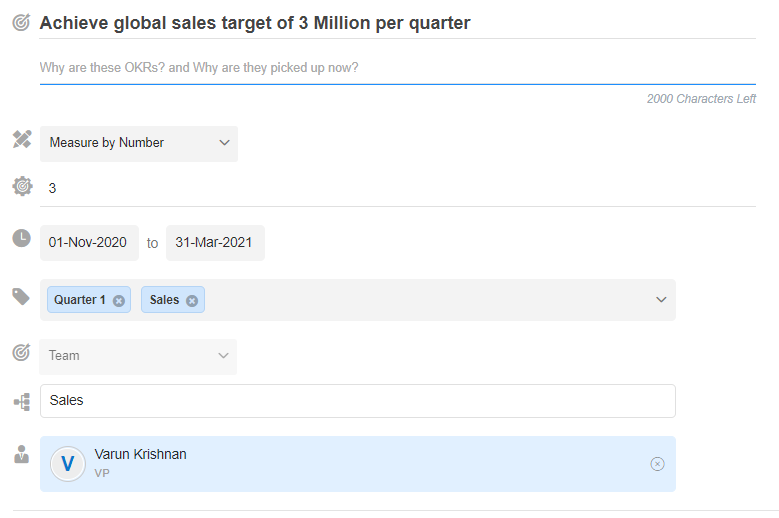 Achieve global sales target of 3 Million per quarter
Why are these OKRs? and Why are they picked up now?
2000 Characters Left
Measure by Number
3
01-Nov-2020 to 31-Mar-2021
Quarter 1 Sales
Team
Sales
V Varun Krishnan
VP